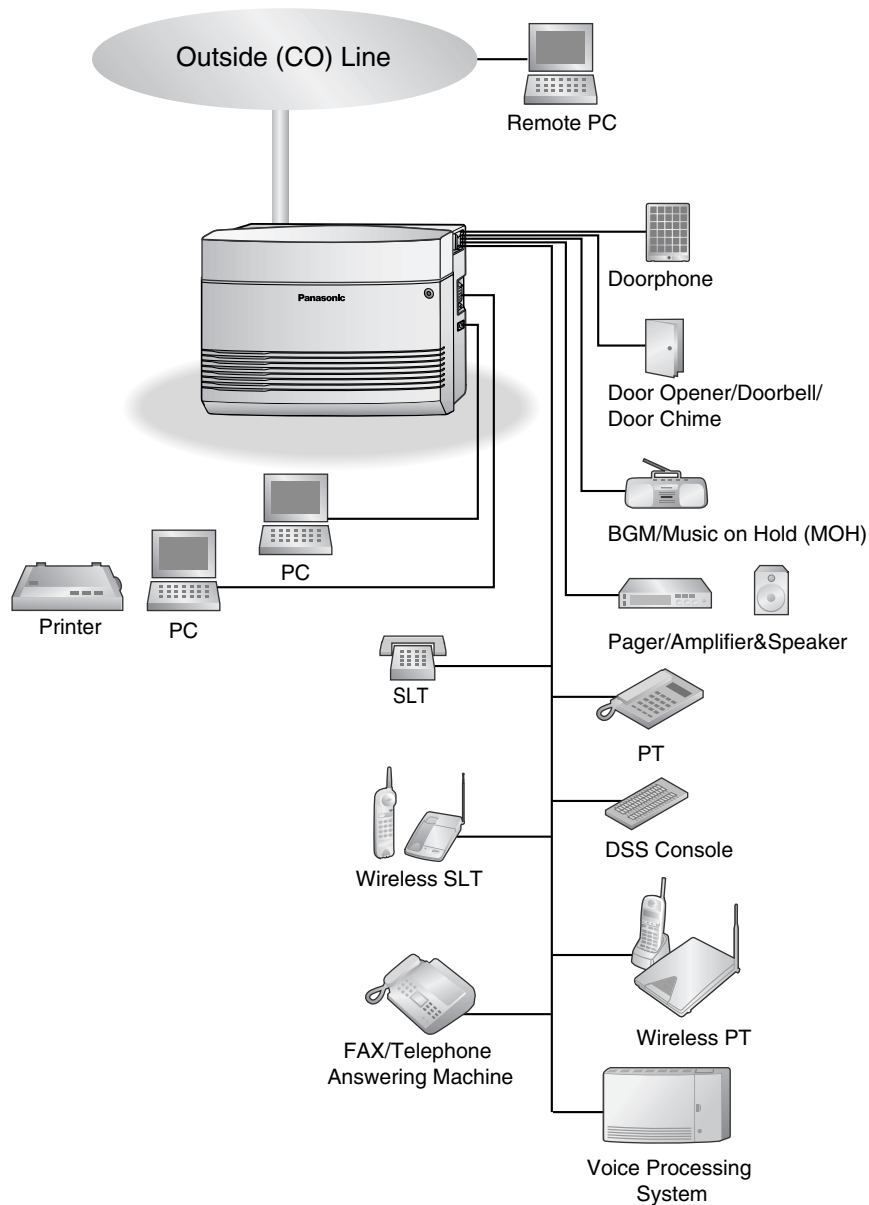 Outside (CO) Line
Remote PC
Panasonic
Doorphone
Door Opener/Doorbell/
Door Chime
BGM/Music on Hold (MOH)
PC
Printer
PC
Pager/Amplifier&Speaker
SLT
PT
DSS Console
Wireless SLT
Wireless PT
FAX/Telephone
Answering Machine
Voice Processing
System